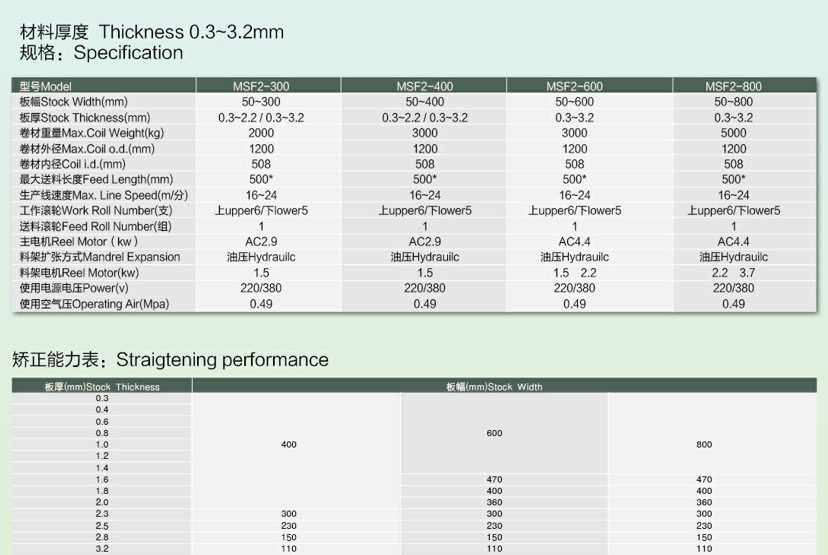 材料厚度 Thickness 0.3~3.2mm
规格：Specification
型号Model MSF2-300 MSF2-400 MSF2-600 MSF2-800
板幅Stock Width(mm) 50~300 50~400 50~600 50~800
板厚Stock Thickness(mm) 0.3~2.2 / 0.3~3.2 0.3~2.2 / 0.3~3.2 0.3~3.2 0.3~3.2
卷材重量Max.Coil Weight(kg) 2000 3000 3000 5000
卷材外径Max.Coil o.d.(mm) 1200 1200 1200 1200
卷材内径Coil i.d.(mm) 508 508 508 508
最大送料长度Feed Length(mm) 500* 500* 500* 500*
生产线速度Max. Line Speed(m/分) 16~24 16~24 16~24 16~24
工作滚轮Work Roll Number(支) 上upper6/下lower5 上upper6/下lower5 上upper6/下lower5 上upper6/下lower5
送料滚轮Feed Roll Number(组) 1 1 1 1
主电机Reel Motor ( kw ) AC2.9 AC2.9 AC4.4 AC4.4
料架扩张方式Mandrel Expansion 油压Hydrauilc 油压Hydrauilc 油压Hydrauilc 油压Hydrauilc
料架电机Reel Motor(kw) 1.5 1.5 1.5 2.2 2.2 3.7
使用电源电压Power(v) 220/380 220/380 220/380 220/380
使用空气压Operating Air(Mpa) 0.49 0.49 0.49 0.49
矫正能力表：Straigtening performance
板厚(mm)Stock Thickness 板幅(mm)Stock Width
0.3
0.4
0.6
0.8 600
1.0 400 800
1.2
1.4
1.6 470 470
1.8 400 400
2.0 360 360
2.3 300 300 300
2.5 230 230 230
2.8 150 150 150
3.2 110 110 110